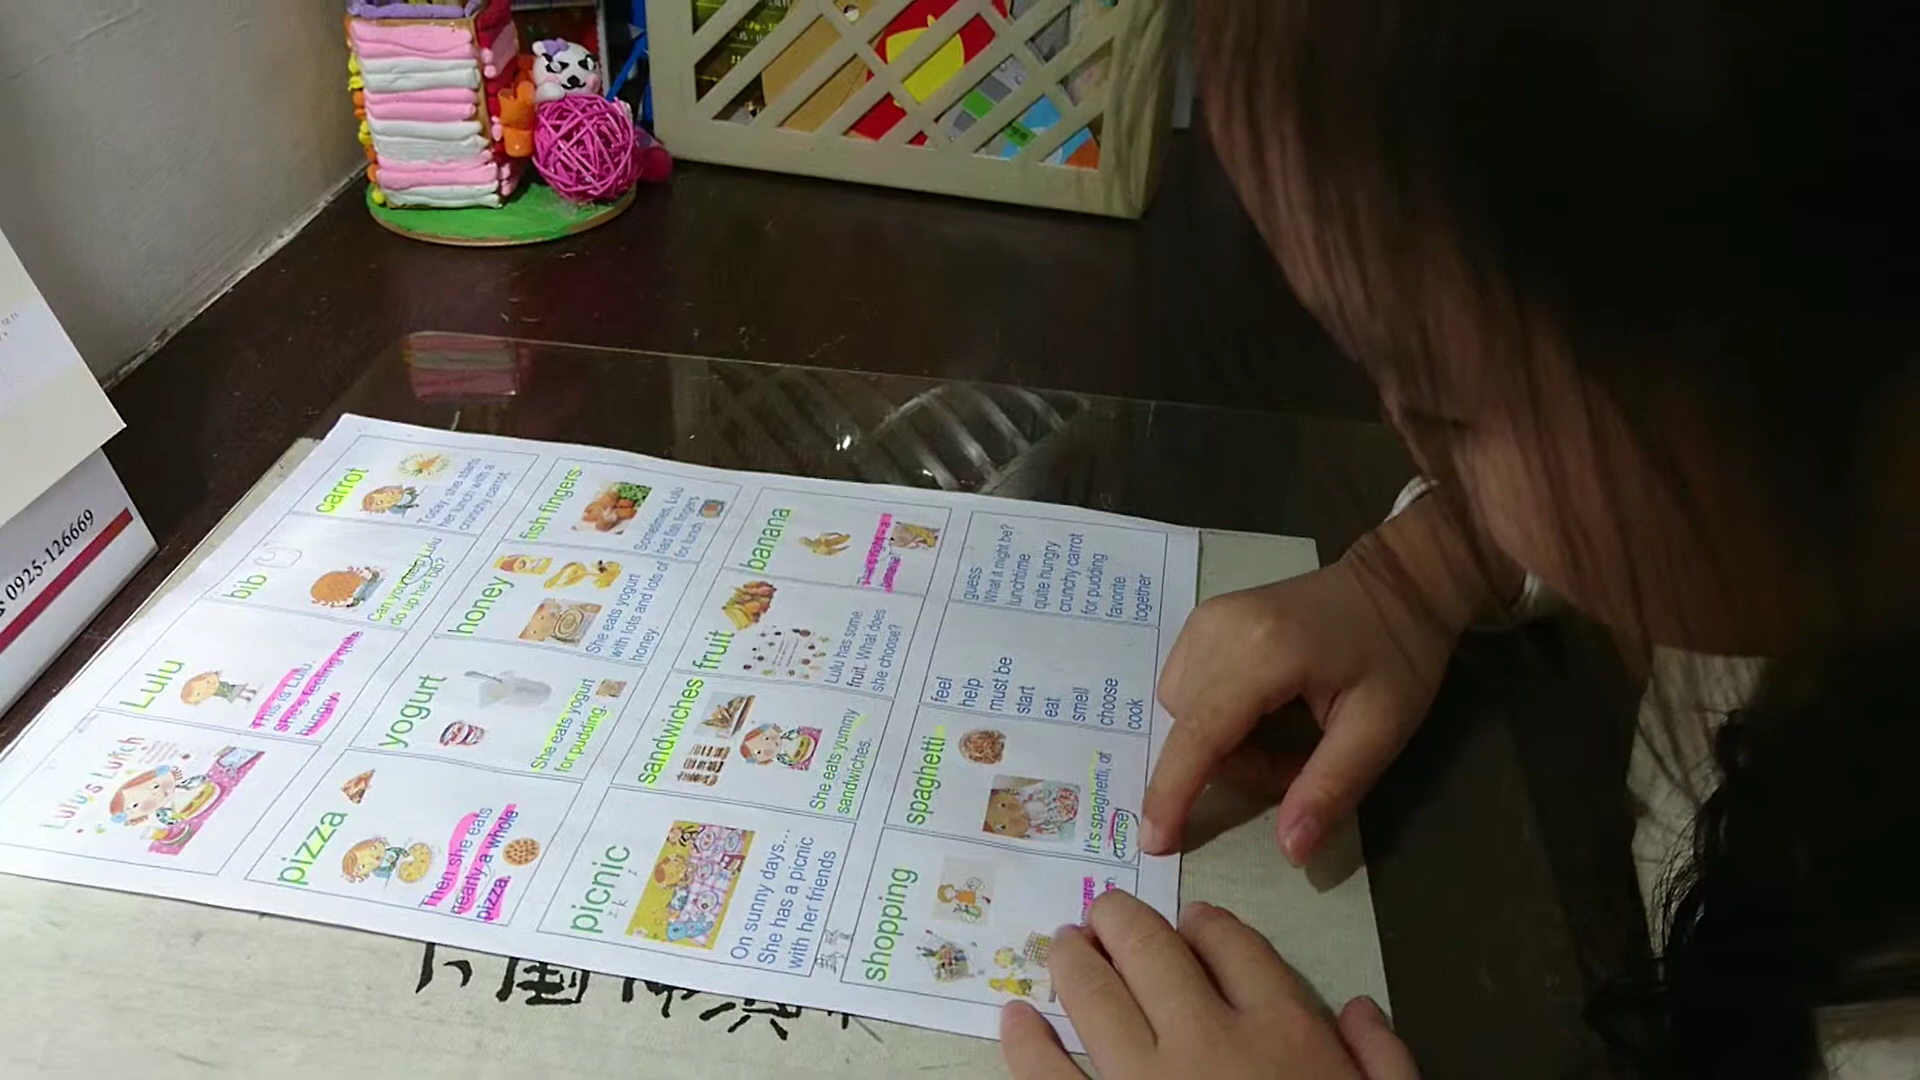 Lulu's Lunch
Lulu
This is Lulu.
She's feeling quite
hungry.
bib
Can you help Lulu
do up her bib?
carrot
Today, she starts
her lunch with a
crunchy carrot.
pizza
Then she eats
nearly a whole
pizza.
yogurt
She eats yogurt
for pudding.
honey
She eats yogurt
with lots and lots of
honey.
fish fingers
Sometimes, Lulu
has fish fingers
for lunch.
picnic
On sunny days...
She has a picnic
with her friends
sandwiches
She eats yummy
sandwiches.
fruit
Lulu has some
fruit. What does
she choose?
banana
shopping
spaghetti
It's spaghetti, of
course!
feel
help
must be
start
eat
smell
choose
cook
guess
What it might be?
lunchtime
quite hungry
crunchy carrot
for pudding
favorite
together
0925-126669